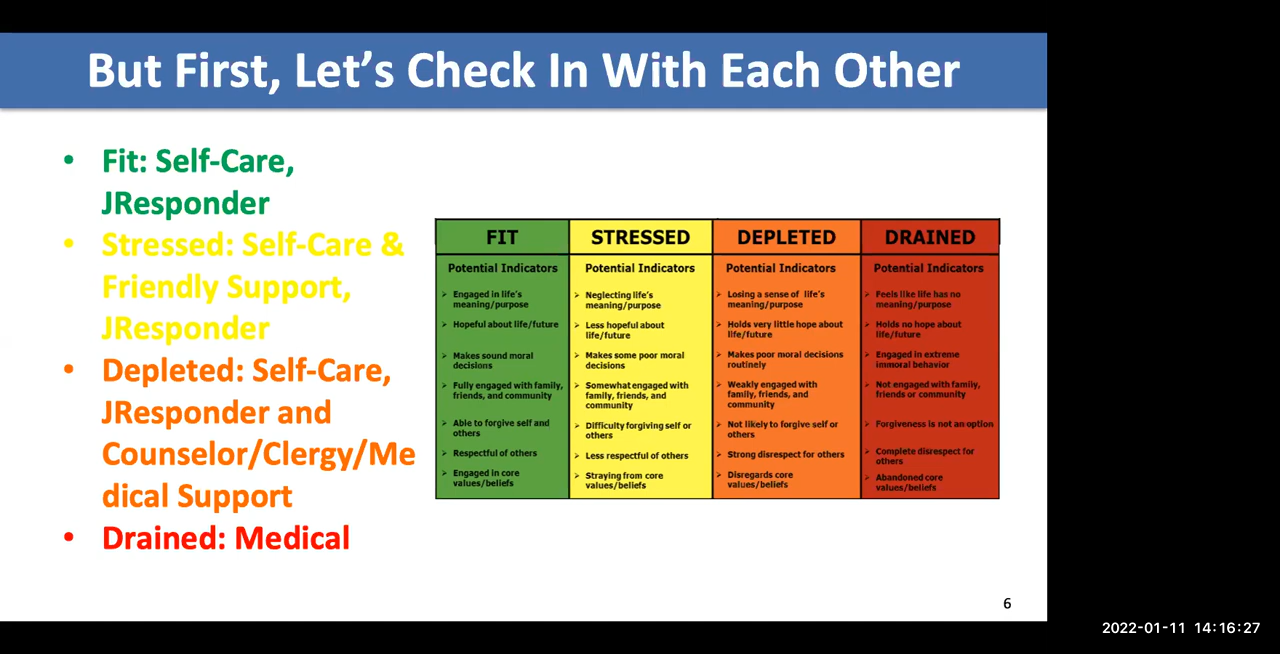 But First, Let's Check In With Each Other
• Fit: Self-Care,
JResponder
• Stressed: Self-Care &
Friendly Support,
JResponder
• Depleted: Self-Care,
JResponder and
Counselor/Clergy/Me
dical Support
• Drained: Medical
FIT
Potential Indicators
➢ Engaged in life's
meaning/purpose
➢ Hopeful about life/future
➢ Makes sound moral
decisions
➢ Fully engaged with family,
friends, and community
➢ Able to forgive self and
others
➢ Respectful of others
➢ Engaged in core
values/beliefs
STRESSED
Potential Indicators
➢ Neglecting life's
meaning/purpose
➢ Less hopeful about
life/future
➢ Makes some poor moral
decisions
➢ Somewhat engaged with
family, friends, and
community
➢ Difficulty forgiving self or
others
➢ Less respectful of others
➢ Straying from core
values/beliefs
DEPLETED
Potential Indicators
➢ Losing a sense of life's
meaning/purpose
➢ Holds very little hope about
life/future
➢ Makes poor moral decisions
routinely
➢ Weakly engaged with
family, friends, and
community
➢ Not likely to forgive self or
others
➢ Strong disrespect for others
➢ Disregards core
values/beliefs
DRAINED
Potential Indicators
➢ Feels like life has no
meaning/purpose
➢ Holds no hope about
life/future
➢ Engaged in extreme
immoral behavior
➢ Not engaged with family,
friends or community
➢ Forgiveness is not an option
➢ Complete disrespect for
others
➢ Abandoned core
values/beliefs
6
2022-01-11 14:16:27